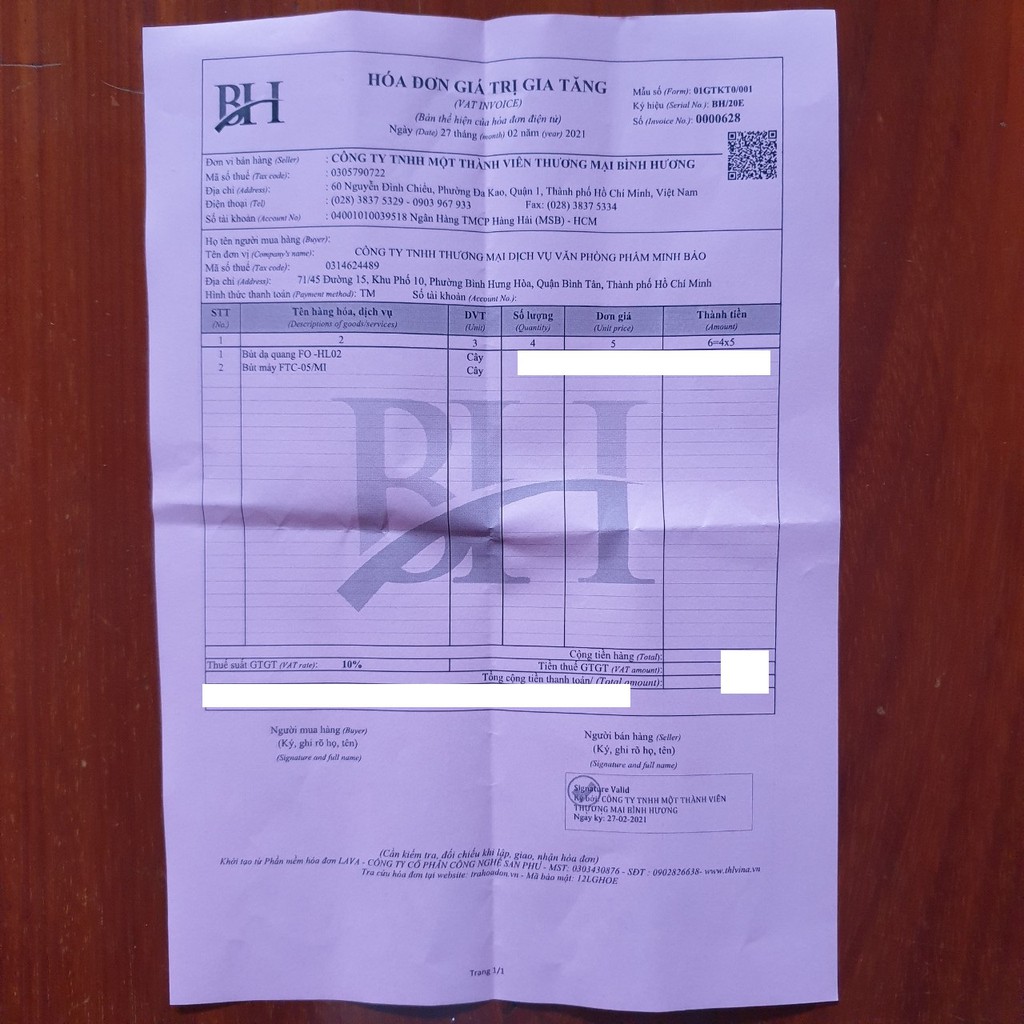 BH
HÓA ĐƠN GIÁ TRỊ GIA TĂNG
(VAT INVOICE)
(Bản thể hiện của hóa đơn điện tử)
Ngày (Date) 27 tháng (month) 02 năm (year) 2021
Mẫu số (Form): 01GTKT0/001
Ký hiệu (Serial No.): BH/20E
Số (Invoice No.): 0000628
Đơn vị bán hàng (Seller) : CÔNG TY TNHH MỘT THÀNH VIÊN THƯƠNG MẠI BÌNH HƯƠNG
Mã số thuế (Tax code): : 0305790722
Địa chỉ (Address): : 60 Nguyễn Đình Chiểu, Phường Đa Kao, Quận 1, Thành phố Hồ Chí Minh, Việt Nam
Điện thoại (Tel) : (028) 3837 5329 - 0903 967 933 Fax: (028) 3837 5334
Số tài khoản (Account No) : 04001010039518 Ngân Hàng TMCP Hàng Hải (MSB) - HCM
Họ tên người mua hàng (Buyer):
Tên đơn vị (Company's name): CÔNG TY TNHH THƯƠNG MẠI DỊCH VỤ VĂN PHÒNG PHẨM MINH BẢO
Mã số thuế (Tax code): 0314624489
Địa chỉ (Address): 71/45 Đường 15, Khu Phố 10, Phường Bình Hưng Hòa, Quận Bình Tân, Thành phố Hồ Chí Minh
Hình thức thanh toán (Payment method): TM Số tài khoản (Account No.):
STT Tên hàng hóa, dịch vụ ĐVT Số lượng Đơn giá Thành tiền
(No.) (Descriptions of goods/services) (Unit) (Quantity) (Unit price) (Amount)
1 2 3 4 5 6=4x5
1 Bút dạ quang FO -HL02 Cây
2 Bút máy FTC-05/MI Cây
BH
Cộng tiền hàng (Total):
Thuế suất GTGT (VAT rate): 10% Tiền thuế GTGT (VAT amount):
Tổng cộng tiền thanh toán/ (Total amount):
Người mua hàng (Buyer) Người bán hàng (Seller)
(Ký, ghi rõ họ, tên) (Ký, ghi rõ họ, tên)
(Signature and full name) (Signature and full name)
Signature Valid
Ký bởi: CÔNG TY TNHH MỘT THÀNH VIÊN
THƯƠNG MẠI BÌNH HƯƠNG
Ngay ky: 27-02-2021
(Cần kiểm tra, đối chiếu khi lập, giao, nhận hóa đơn)
Khởi tạo từ Phần mềm hóa đơn LAVA - CÔNG TY CỔ PHẦN CÔNG NGHỆ SAN PHU - MST: 0303430876 - SĐT : 0902826638- www.thlvina.vn
Tra cứu hóa đơn tại website: trahoadon.vn - Mã bảo mật: 12LGHOE
Trang 1/1